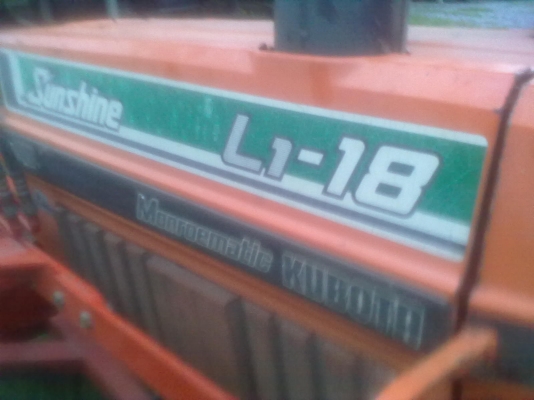 Sunshine
L1-18
Monroematic KUBOTA